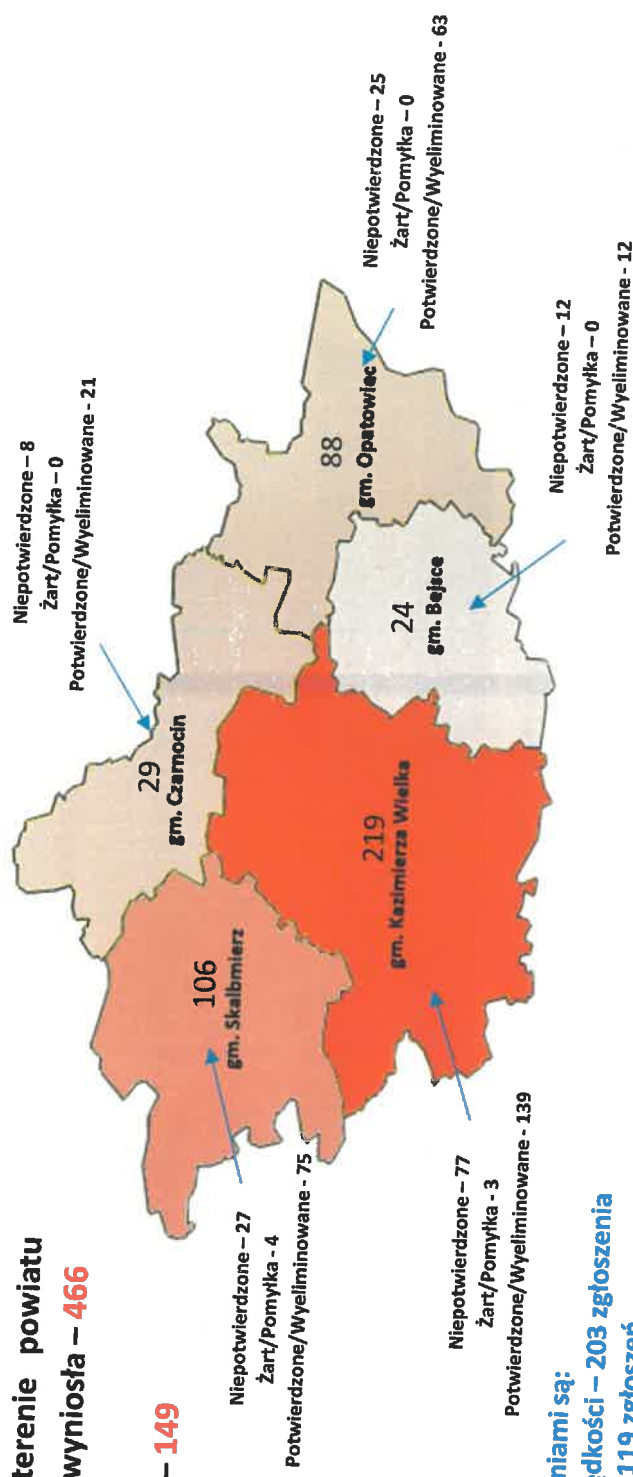 terenie powiatu
wyniosła – 466
– 149
Niepotwierdzone – 8
Żart/Pomyłka – 0
Potwierdzone/Wyeliminowane - 21
Niepotwierdzone – 25
Żart/Pomyłka – 0
Potwierdzone/Wyeliminowane - 63
29
gm. Czarnocin
88
gm. Opatowiec
106
gm. Skalbmierz
219
gm. Kazimierza Wielka
24
gm. Bejsce
Niepotwierdzone – 27
Żart/Pomyłka - 4
Potwierdzone/Wyeliminowane - 75
Niepotwierdzone – 77
Żart/Pomyłka - 3
Potwierdzone/Wyeliminowane - 139
Niepotwierdzone – 12
Żart/Pomyłka – 0
Potwierdzone/Wyeliminowane - 12
niami są:
ędkości – 203 zgłoszenia
119 zgłoszeń